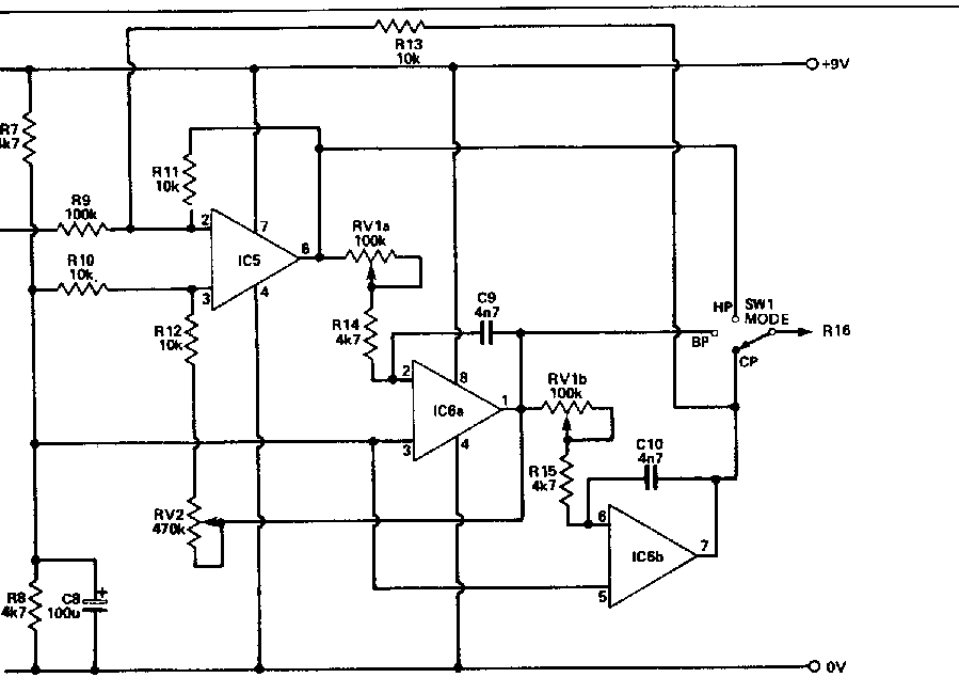 R13
10k
+9V
R7
4k7
R11
10k
R9
100k
2
7
RV1a
100k
6
IC5
R10
10k
3
4
C9
4n7
HP
SW1
MODE
R14
4k7
R12
10k
BP
R16
CP
2
8
RV1b
100k
IC6a
1
3
4
C10
4n7
R15
4k7
RV2
470k
6
7
IC6b
5
R8
4k7
C8
+
100u
0V